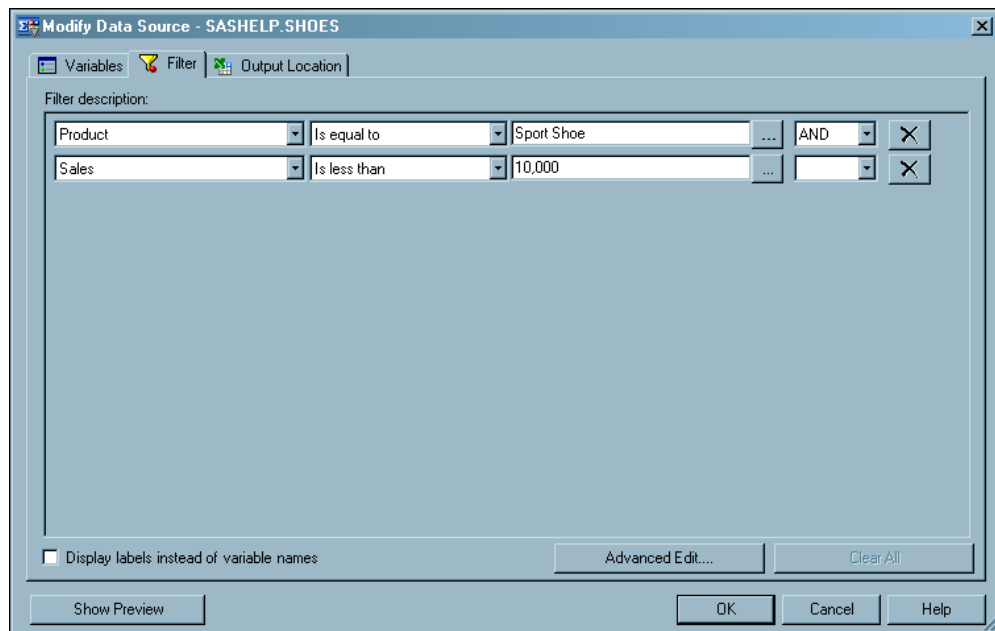 Modify Data Source - SASHELP.SHOES
Variables Filter Output Location
Filter description:
Product Is equal to Sport Shoe ... AND
Sales Is less than 10,000 ...
Display labels instead of variable names Advanced Edit.... Clear All
Show Preview OK Cancel Help